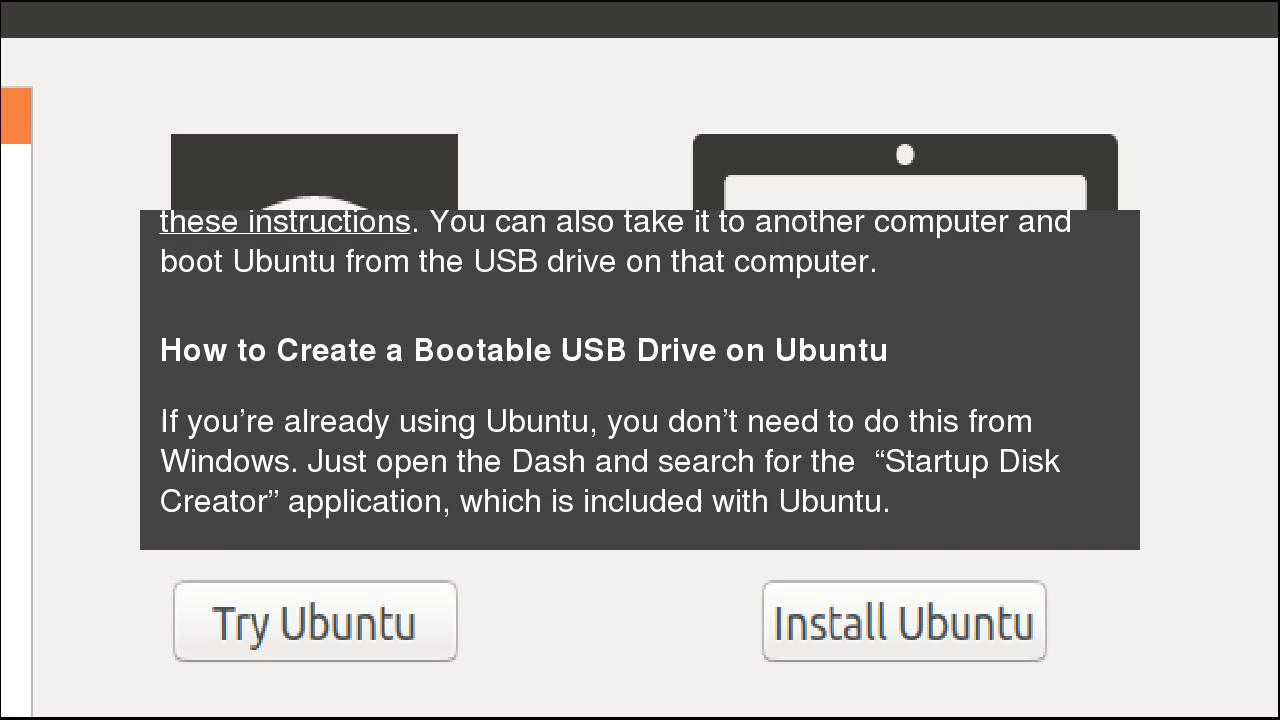 these instructions. You can also take it to another computer and
boot Ubuntu from the USB drive on that computer.
How to Create a Bootable USB Drive on Ubuntu
If you’re already using Ubuntu, you don’t need to do this from
Windows. Just open the Dash and search for the  “Startup Disk
Creator” application, which is included with Ubuntu.
Try Ubuntu
Install Ubuntu